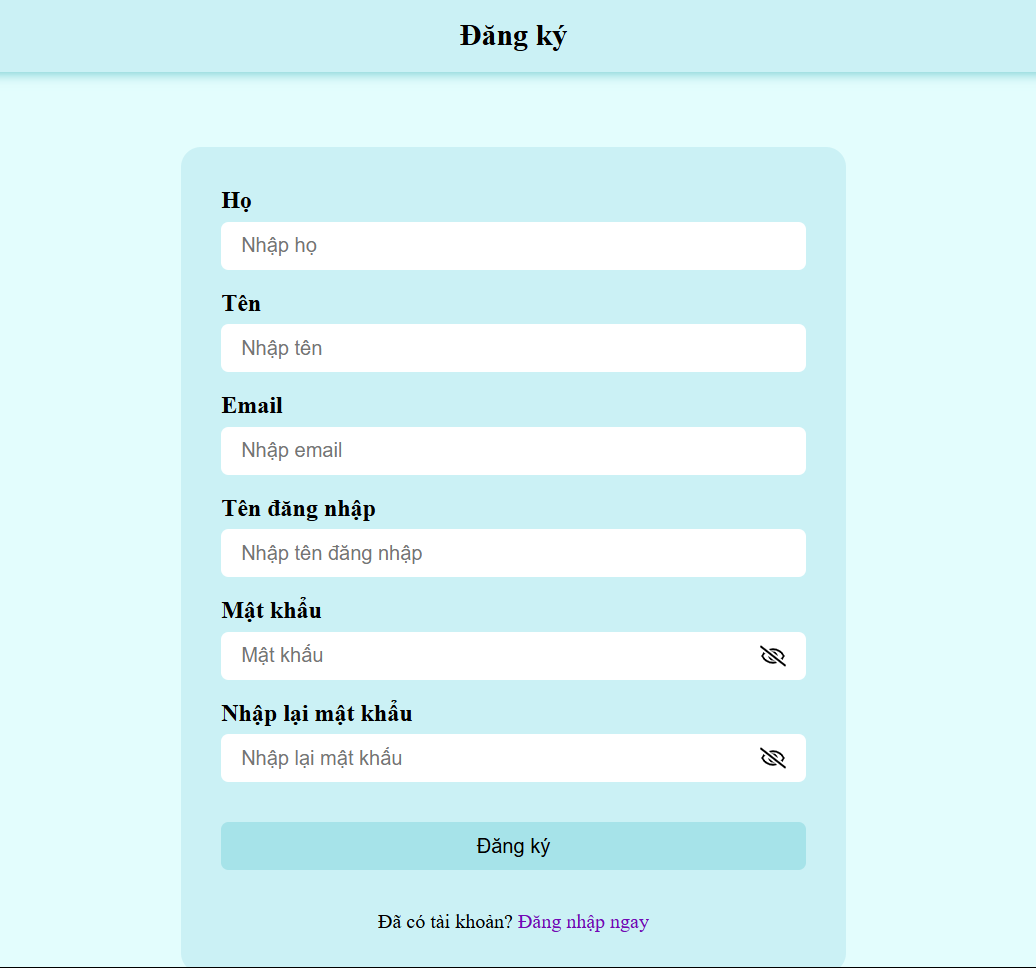 Đăng ký
Họ
Nhập họ
Tên
Nhập tên
Email
Nhập email
Tên đăng nhập
Nhập tên đăng nhập
Mật khẩu
Mật khẩu
Nhập lại mật khẩu
Nhập lại mật khẩu
Đăng ký
Đã có tài khoản? Đăng nhập ngay